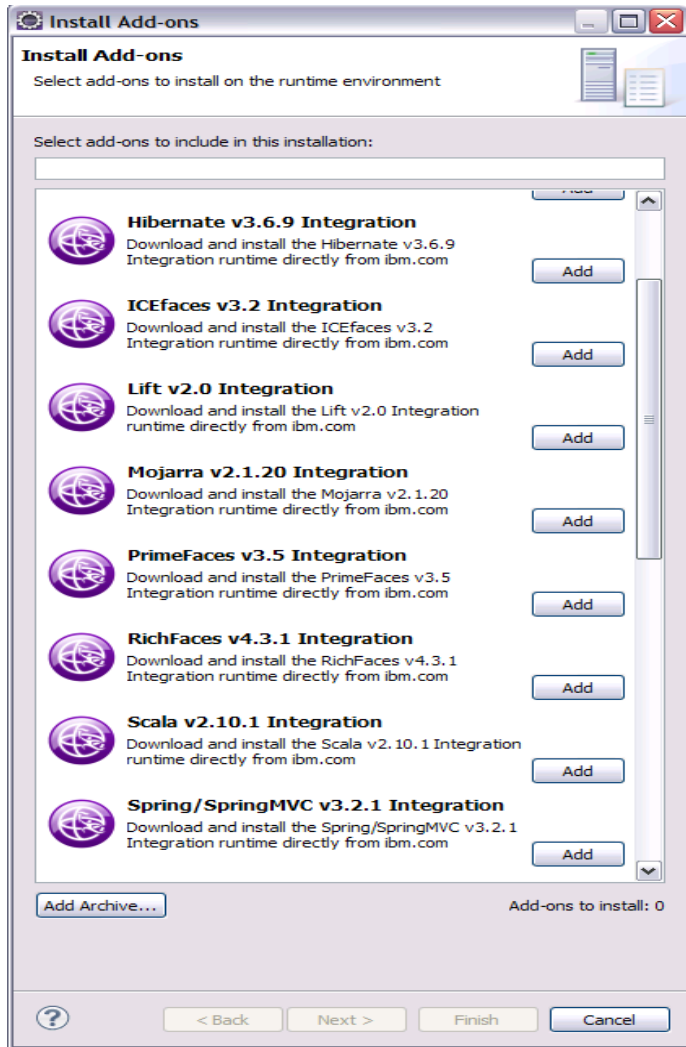 Install Add-ons
Install Add-ons
Select add-ons to install on the runtime environment
Select add-ons to include in this installation:
Add
Hibernate v3.6.9 Integration
Download and install the Hibernate v3.6.9
Integration runtime directly from ibm.com
Add
ICEfaces v3.2 Integration
Download and install the ICEfaces v3.2
Integration runtime directly from ibm.com
Add
Lift v2.0 Integration
Download and install the Lift v2.0 Integration
runtime directly from ibm.com
Add
Mojarra v2.1.20 Integration
Download and install the Mojarra v2.1.20
Integration runtime directly from ibm.com
Add
PrimeFaces v3.5 Integration
Download and install the PrimeFaces v3.5
Integration runtime directly from ibm.com
Add
RichFaces v4.3.1 Integration
Download and install the RichFaces v4.3.1
Integration runtime directly from ibm.com
Add
Scala v2.10.1 Integration
Download and install the Scala v2.10.1 Integration
runtime directly from ibm.com
Add
Spring/SpringMVC v3.2.1 Integration
Download and install the Spring/SpringMVC v3.2.1
Integration runtime directly from ibm.com
Add
Add Archive... Add-ons to install: 0
? < Back Next > Finish Cancel